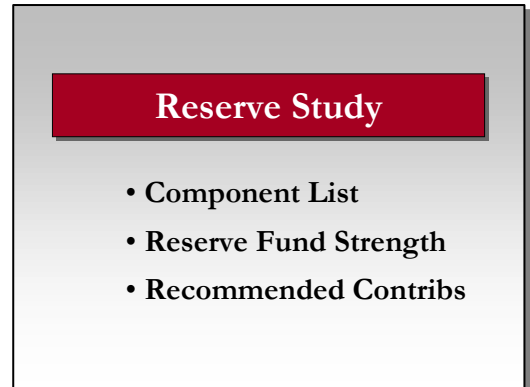 Reserve Study
• Component List
• Reserve Fund Strength
• Recommended Contribs